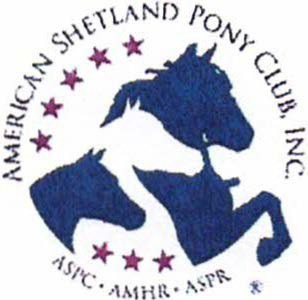 AMERICAN SHETLAND PONY CLUB, INC.
ASPC · AMHR · ASPR
®